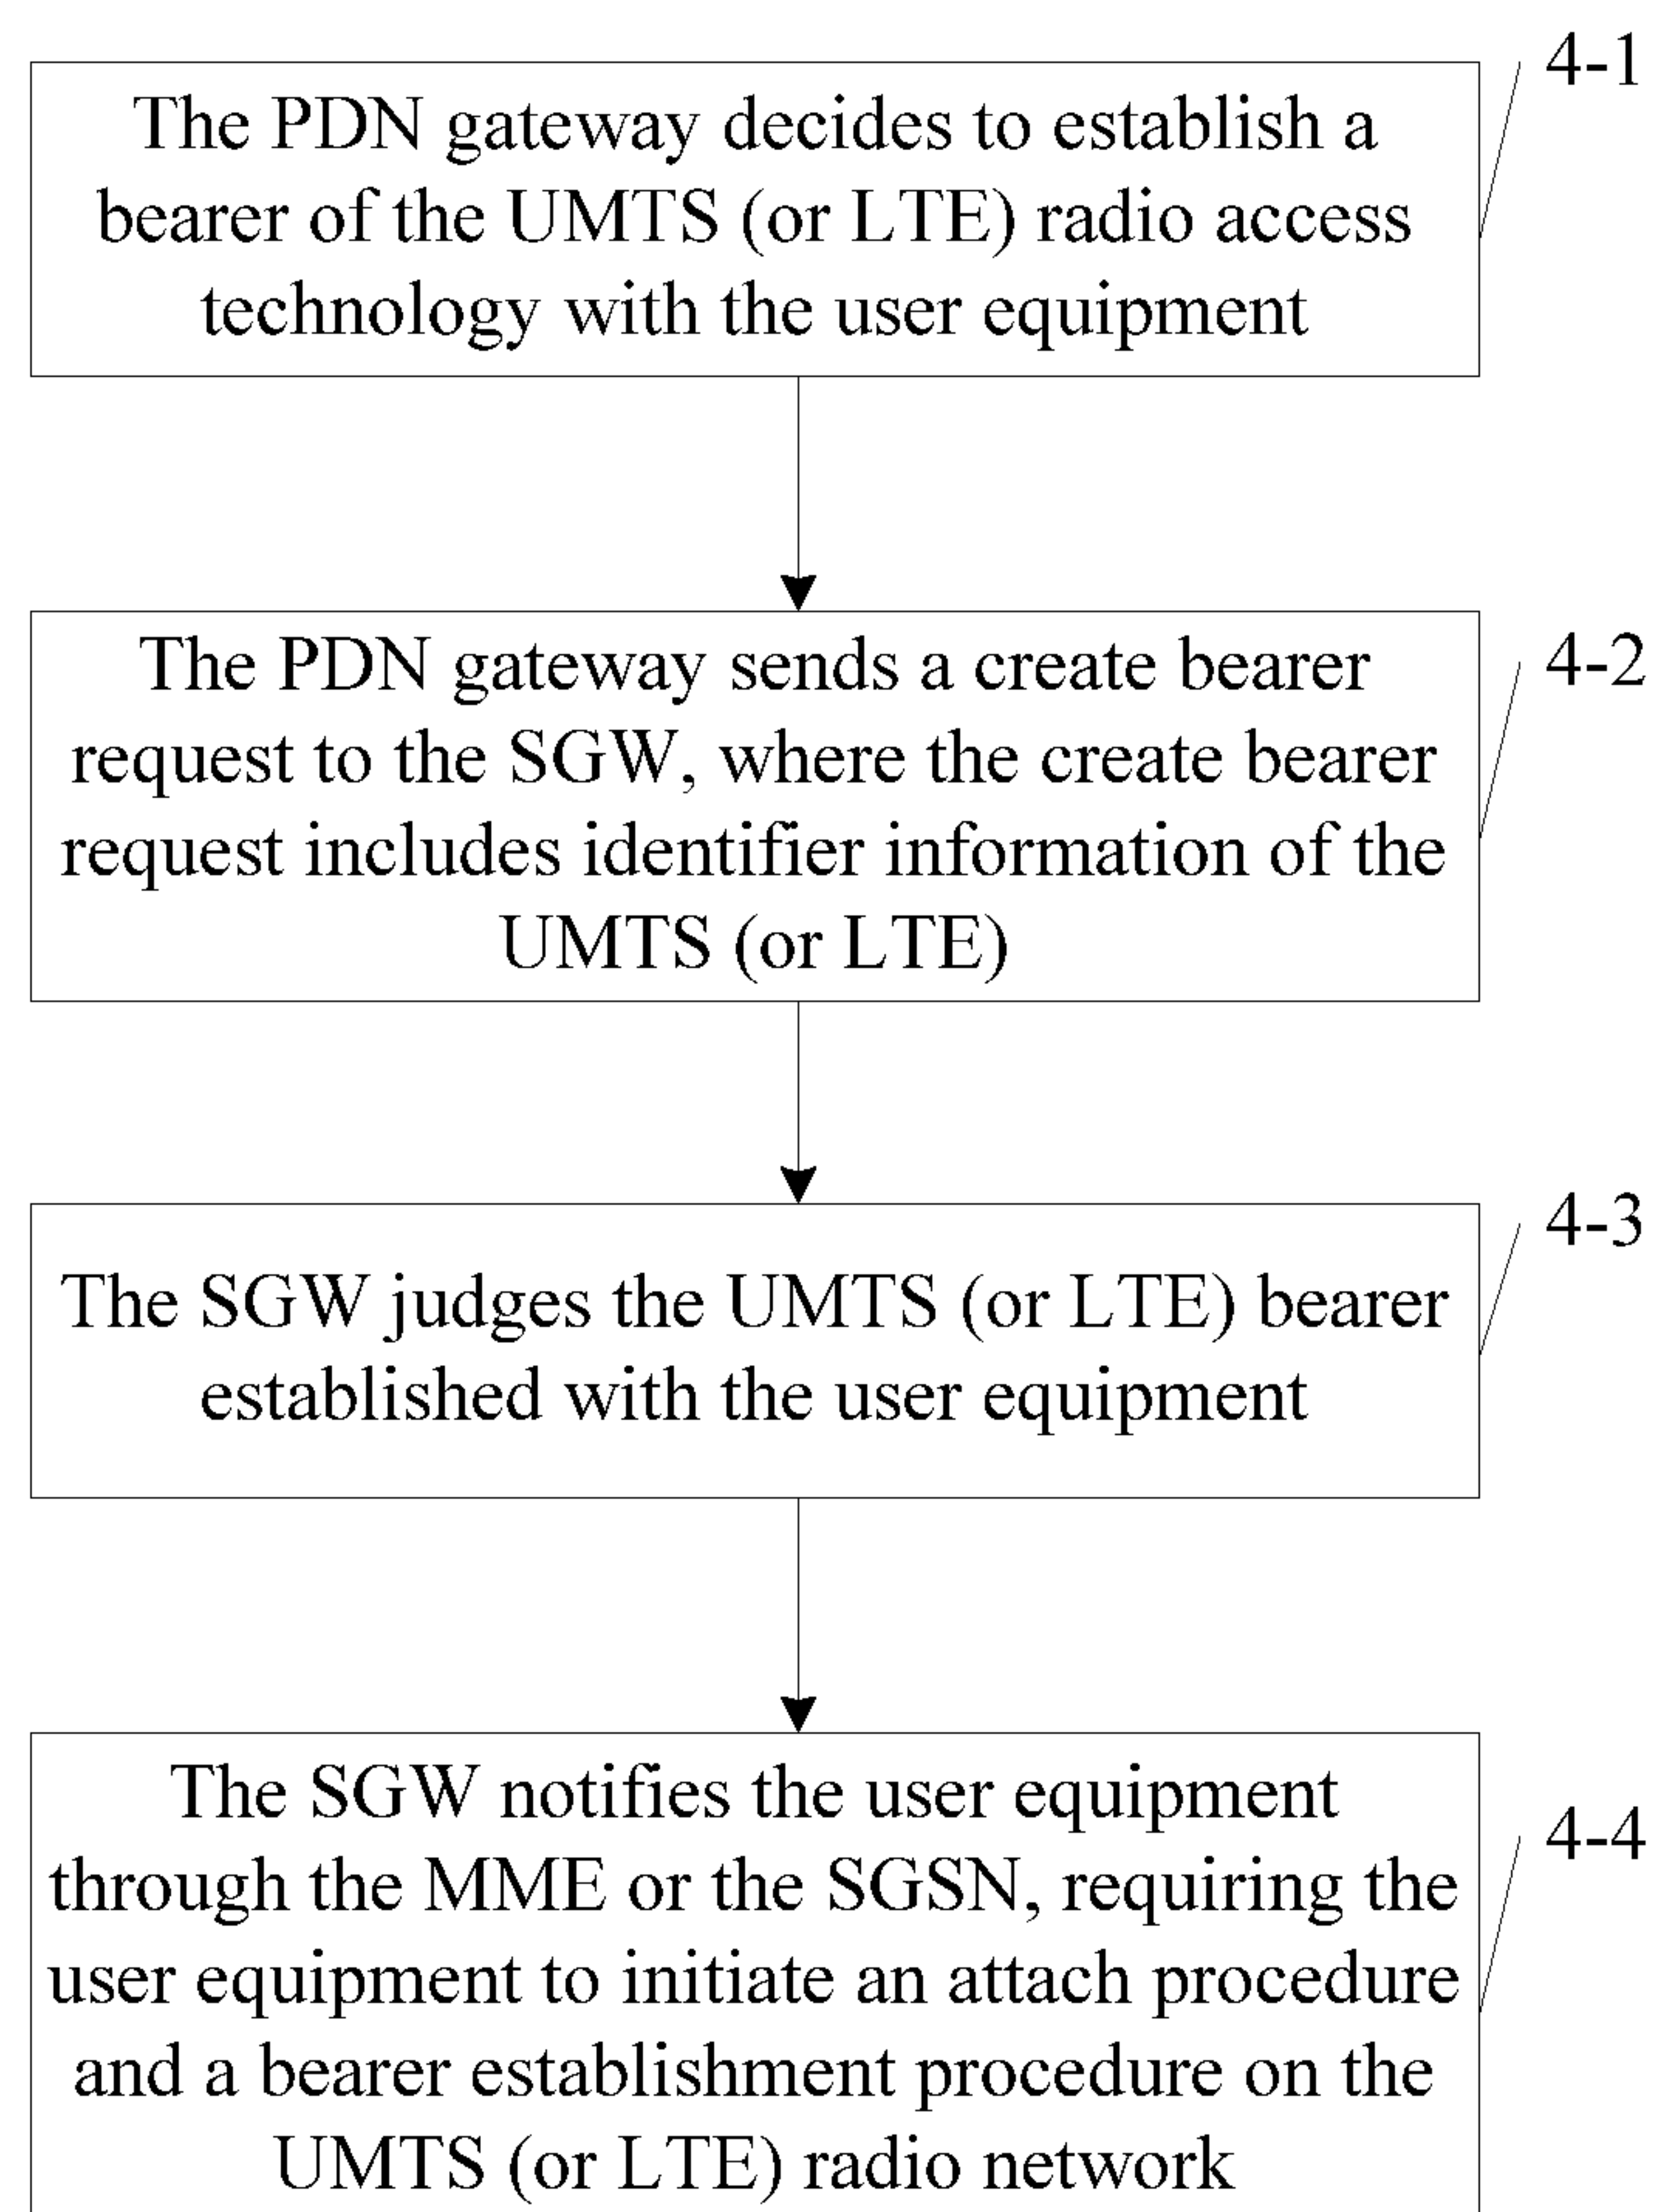 4-1
The PDN gateway decides to establish a
bearer of the UMTS (or LTE) radio access
technology with the user equipment
4-2
The PDN gateway sends a create bearer
request to the SGW, where the create bearer
request includes identifier information of the
UMTS (or LTE)
4-3
The SGW judges the UMTS (or LTE) bearer
established with the user equipment
4-4
The SGW notifies the user equipment
through the MME or the SGSN, requiring the
user equipment to initiate an attach procedure
and a bearer establishment procedure on the
UMTS (or LTE) radio network